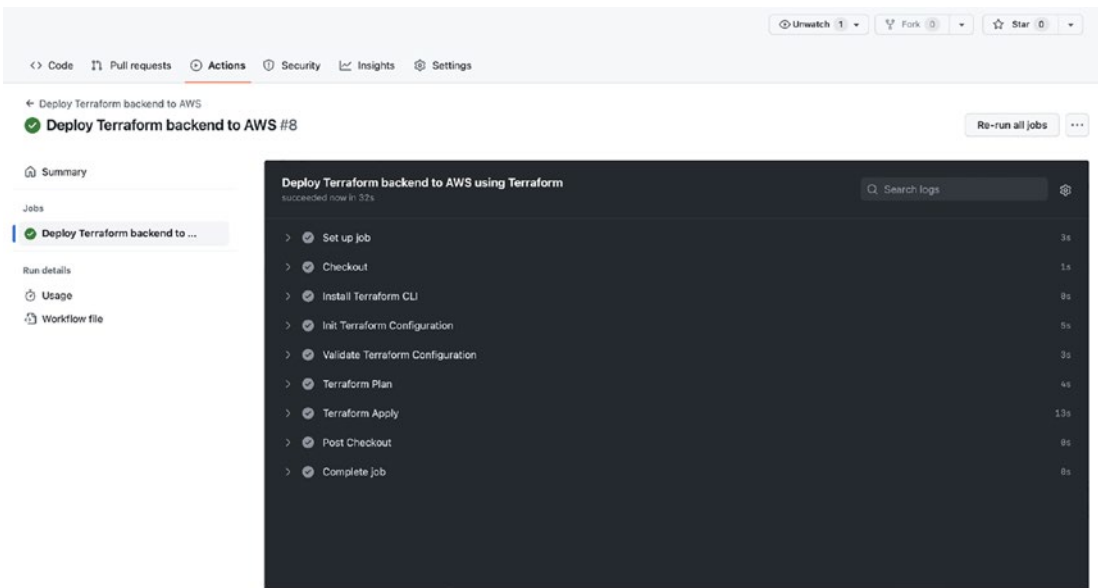 Unwatch 1 Fork 0 Star 0
Code Pull requests Actions Security Insights Settings
← Deploy Terraform backend to AWS
Deploy Terraform backend to AWS #8
Re-run all jobs ...
Summary
Jobs
Deploy Terraform backend to ...
Run details
Usage
Workflow file
Deploy Terraform backend to AWS using Terraform
succeeded now in 32s
Search logs
Set up job 3s
Checkout 1s
Install Terraform CLI 0s
Init Terraform Configuration 5s
Validate Terraform Configuration 3s
Terraform Plan 4s
Terraform Apply 13s
Post Checkout 0s
Complete job 0s